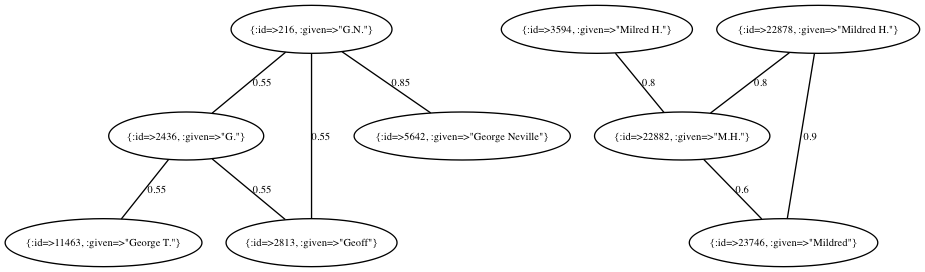 {:id=>216, :given=>"G.N."}
{:id=>3594, :given=>"Milred H."}
{:id=>22878, :given=>"Mildred H."}
0.55
0.85
0.8
0.8
{:id=>2436, :given=>"G."}
0.55
{:id=>5642, :given=>"George Neville"}
{:id=>22882, :given=>"M.H."}
0.9
0.55
0.55
0.6
{:id=>11463, :given=>"George T."}
{:id=>2813, :given=>"Geoff"}
{:id=>23746, :given=>"Mildred"}